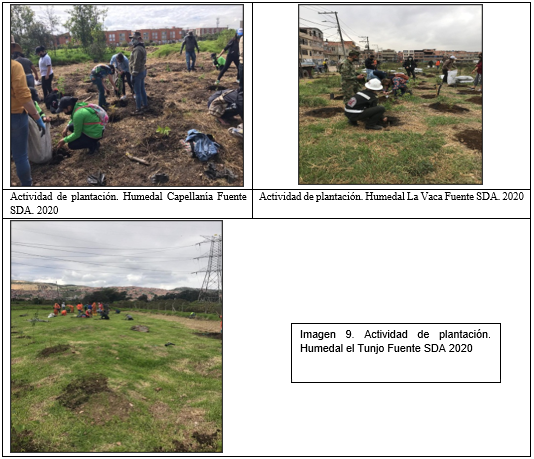 Actividad de plantación. Humedal Capellanía Fuente
SDA. 2020
Actividad de plantación. Humedal La Vaca Fuente SDA. 2020
Imagen 9. Actividad de plantación.
Humedal el Tunjo Fuente SDA 2020